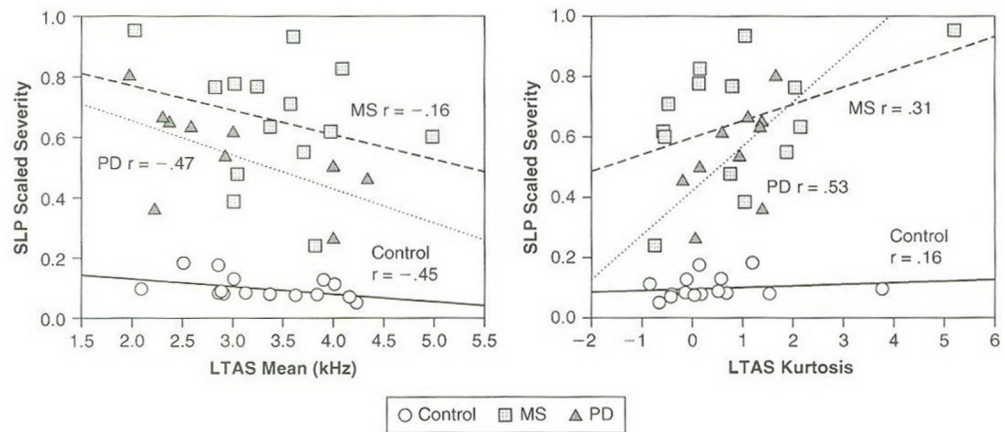 1.0
0.8
0.6
0.4
0.2
0.0
SLP Scaled Severity
MS r = −.16
PD r = −.47
Control
r = −.45
1.5 2.0 2.5 3.0 3.5 4.0 4.5 5.0 5.5
LTAS Mean (kHz)
1.0
0.8
0.6
0.4
0.2
0.0
SLP Scaled Severity
MS r = .31
PD r = .53
Control
r = .16
−2 −1 0 1 2 3 4 5 6
LTAS Kurtosis
Control MS PD